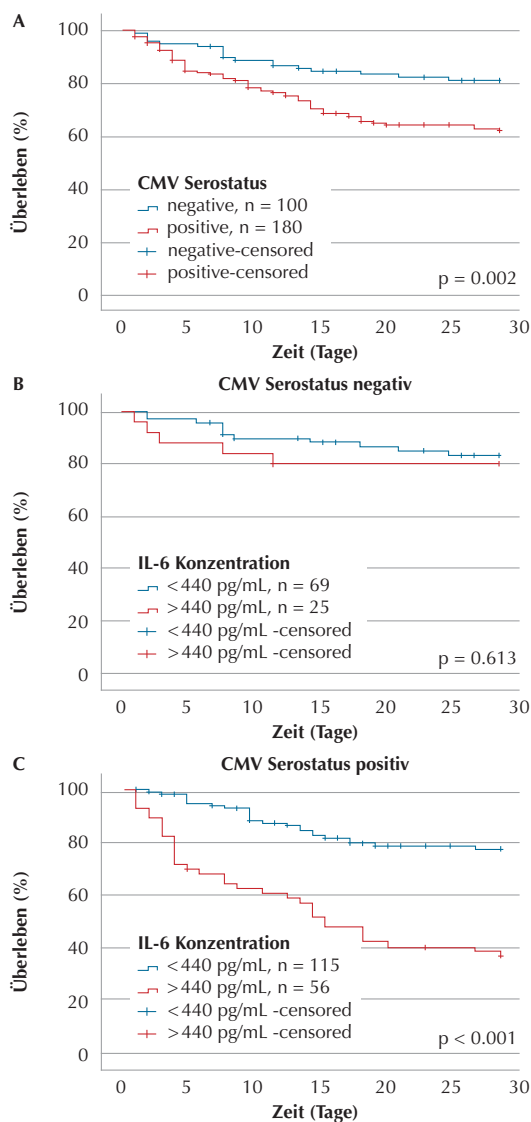 A
100
80
60
40
20
0
Überleben (%)
CMV Serostatus
negative, n = 100
positive, n = 180
negative-censored
positive-censored
p = 0.002
0 5 10 15 20 25 30
Zeit (Tage)
B CMV Serostatus negativ
100
80
60
40
20
0
Überleben (%)
IL-6 Konzentration
<440 pg/mL, n = 69
>440 pg/mL, n = 25
<440 pg/mL -censored
>440 pg/mL -censored
p = 0.613
0 5 10 15 20 25 30
Zeit (Tage)
C CMV Serostatus positiv
100
80
60
40
20
0
Überleben (%)
IL-6 Konzentration
<440 pg/mL, n = 115
>440 pg/mL, n = 56
<440 pg/mL -censored
>440 pg/mL -censored
p < 0.001
0 5 10 15 20 25 30
Zeit (Tage)